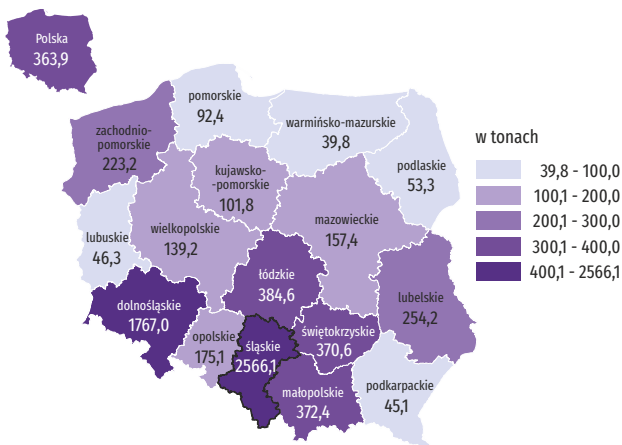 Polska
363,9
pomorskie
92,4
warmińsko-mazurskie
39,8
zachodnio-
pomorskie
223,2
podlaskie
53,3
kujawsko-
-pomorskie
101,8
mazowieckie
157,4
wielkopolskie
139,2
lubuskie
46,3
łódzkie
384,6
lubelskie
254,2
dolnośląskie
1767,0
opolskie
175,1
śląskie
2566,1
świętokrzyskie
370,6
małopolskie
372,4
podkarpackie
45,1
w tonach
39,8 - 100,0
100,1 - 200,0
200,1 - 300,0
300,1 - 400,0
400,1 - 2566,1